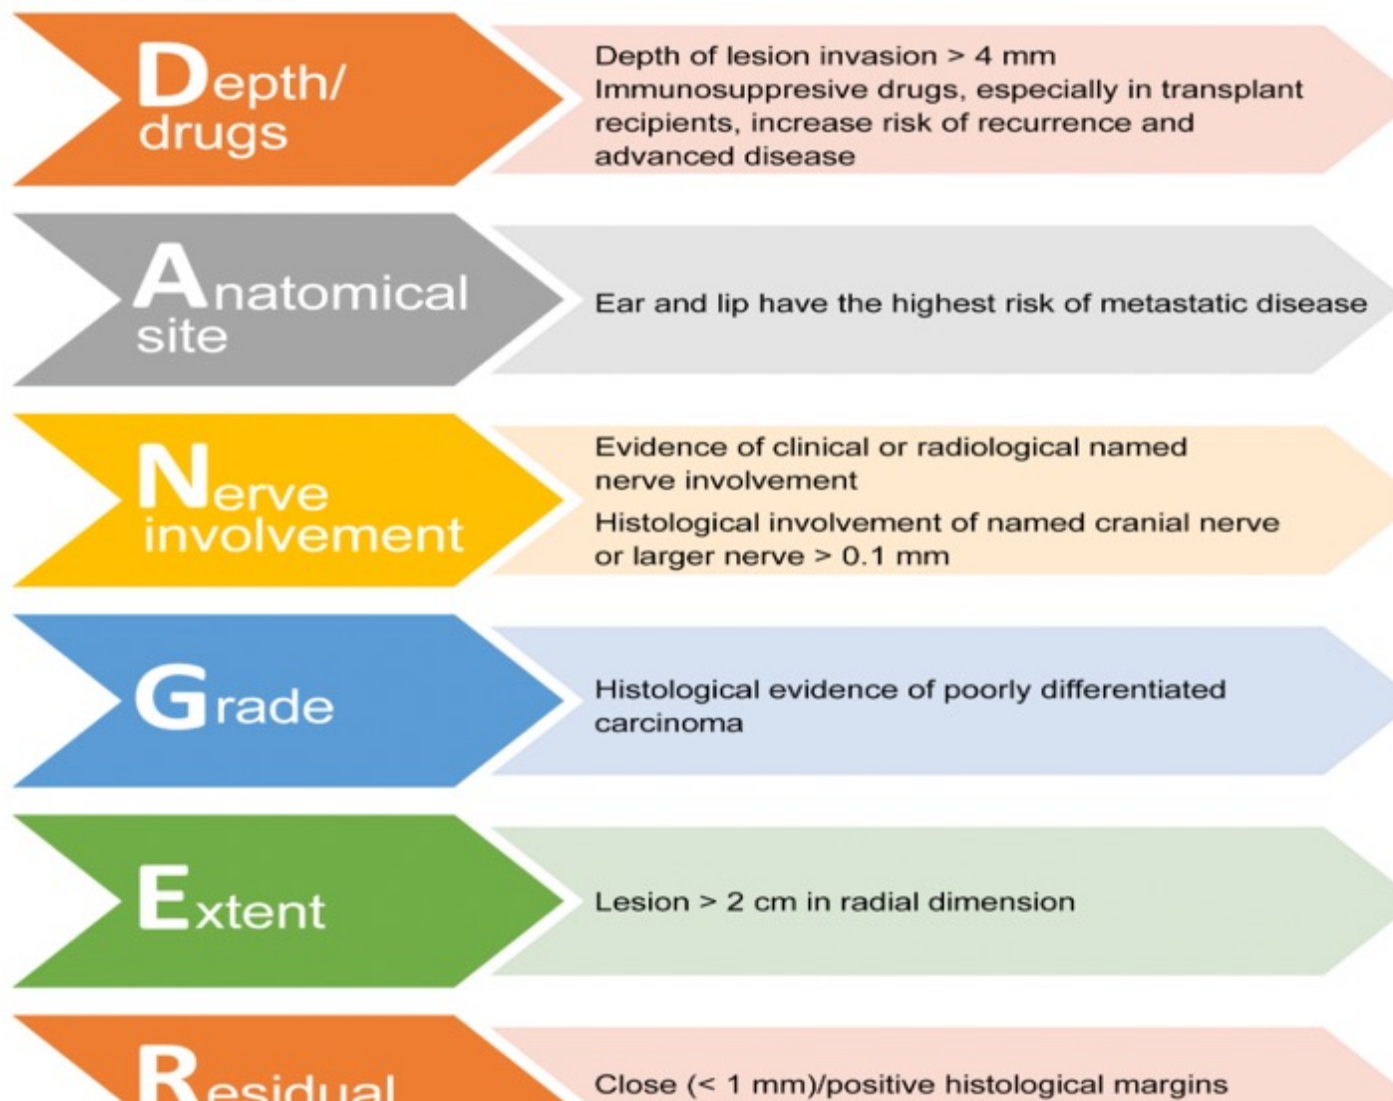 Depth/
drugs
Depth of lesion invasion > 4 mm
Immunosuppresive drugs, especially in transplant
recipients, increase risk of recurrence and
advanced disease
Anatomical
site
Ear and lip have the highest risk of metastatic disease
Nerve
involvement
Evidence of clinical or radiological named
nerve involvement
Histological involvement of named cranial nerve
or larger nerve > 0.1 mm
Grade
Histological evidence of poorly differentiated
carcinoma
Extent
Lesion > 2 cm in radial dimension
Residual
Close (< 1 mm)/positive histological margins